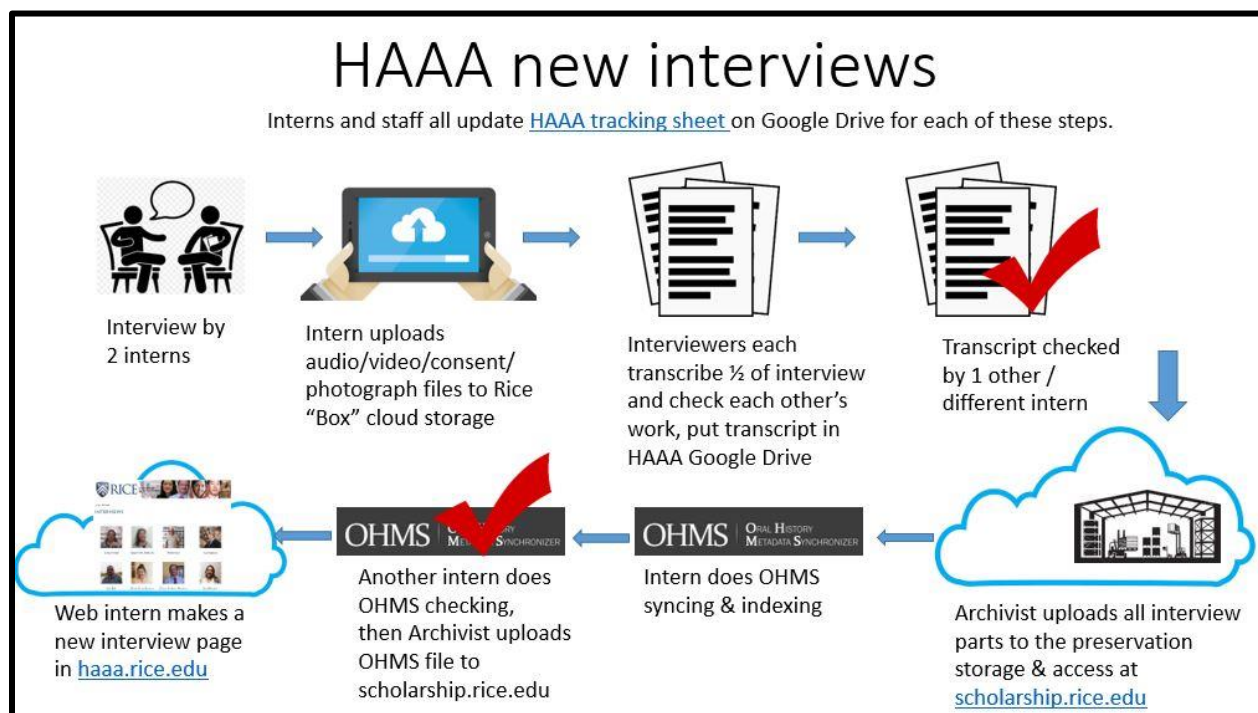 HAAA new interviews
Interns and staff all update HAAA tracking sheet on Google Drive for each of these steps.
Interview by
2 interns
Intern uploads
audio/video/consent/
photograph files to Rice
“Box” cloud storage
Interviewers each
transcribe ½ of interview
and check each other’s
work, put transcript in
HAAA Google Drive
Transcript checked
by 1 other /
different intern
Archivist uploads all interview
parts to the preservation
storage & access at
scholarship.rice.edu
OHMS
ORAL HISTORY
METADATA SYNCHRONIZER
Intern does OHMS
syncing & indexing
OHMS
HISTORY
SYNCHRONIZER
Another intern does
OHMS checking,
then Archivist uploads
OHMS file to
scholarship.rice.edu
RICE
INTERVIEWS
Web intern makes a
new interview page
in haaa.rice.edu